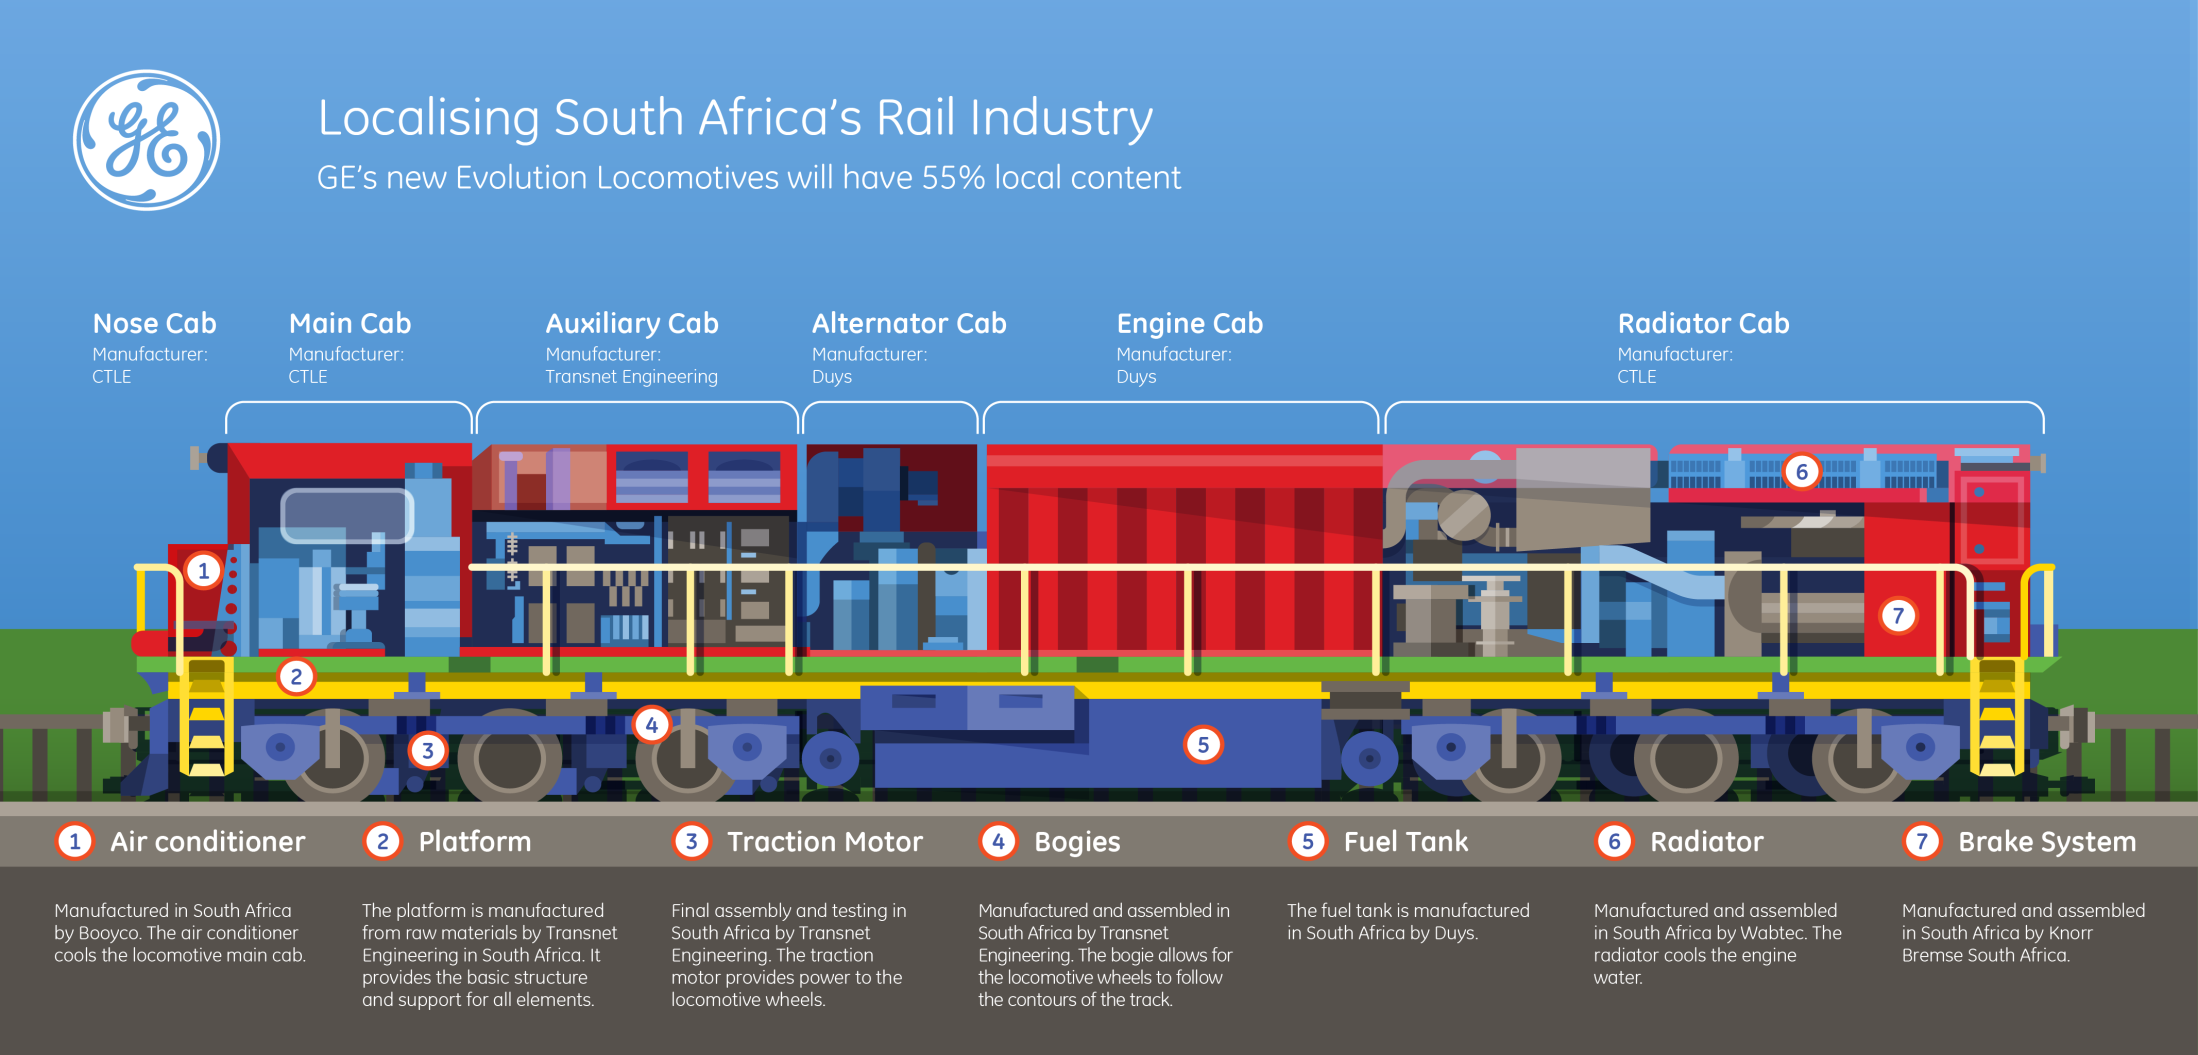 GE
Localising South Africa's Rail Industry
GE's new Evolution Locomotives will have 55% local content
Nose Cab
Manufacturer:
CTLE
Main Cab
Manufacturer:
CTLE
Auxiliary Cab
Manufacturer:
Transnet Engineering
Alternator Cab
Manufacturer:
Duys
Engine Cab
Manufacturer:
Duys
Radiator Cab
Manufacturer:
CTLE
6
1
7
2
4
3
5
1 Air conditioner
Manufactured in South Africa
by Booyco. The air conditioner
cools the locomotive main cab.
2 Platform
The platform is manufactured
from raw materials by Transnet
Engineering in South Africa. It
provides the basic structure
and support for all elements.
3 Traction Motor
Final assembly and testing in
South Africa by Transnet
Engineering. The traction
motor provides power to the
locomotive wheels.
4 Bogies
Manufactured and assembled in
South Africa by Transnet
Engineering. The bogie allows for
the locomotive wheels to follow
the contours of the track.
5 Fuel Tank
The fuel tank is manufactured
in South Africa by Duys.
6 Radiator
Manufactured and assembled
in South Africa by Wabtec. The
radiator cools the engine
water.
7 Brake System
Manufactured and assembled
in South Africa by Knorr
Bremse South Africa.